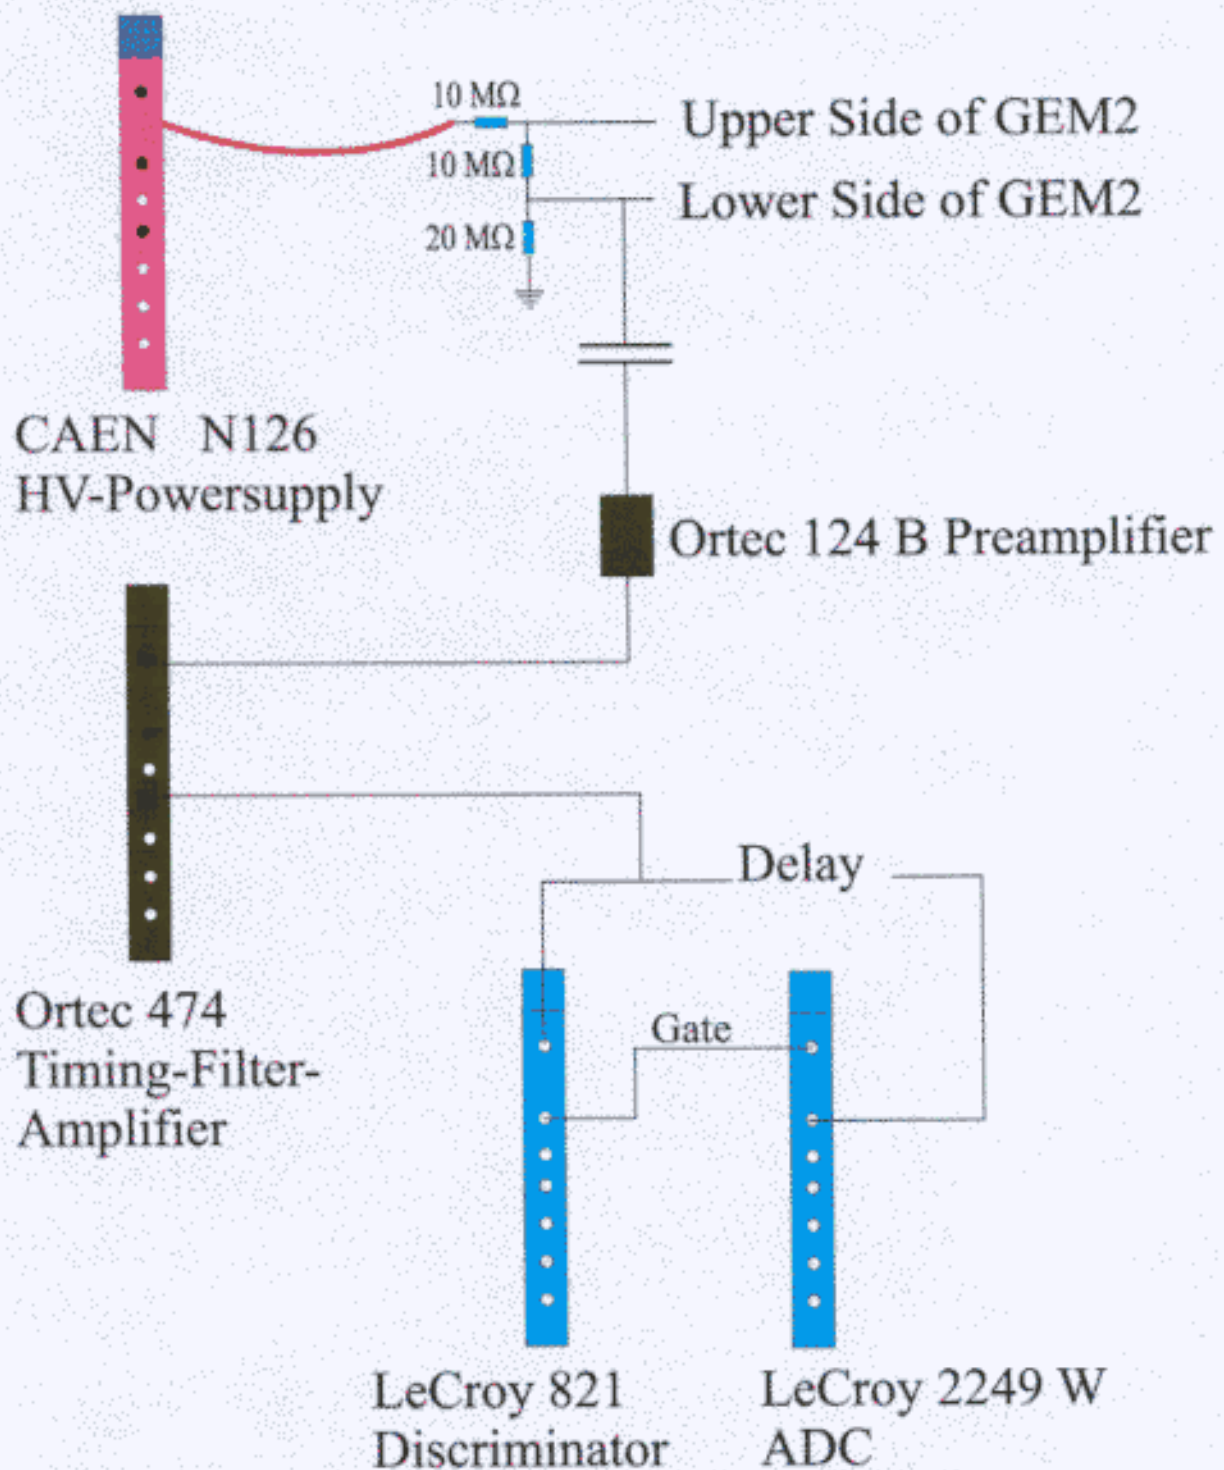 10 MΩ
Upper Side of GEM2
10 MΩ
Lower Side of GEM2
20 MΩ
CAEN N126
HV-Powersupply
Ortec 124 B Preamplifier
Delay
Ortec 474
Timing-Filter-
Amplifier
Gate
LeCroy 821
Discriminator
LeCroy 2249 W
ADC